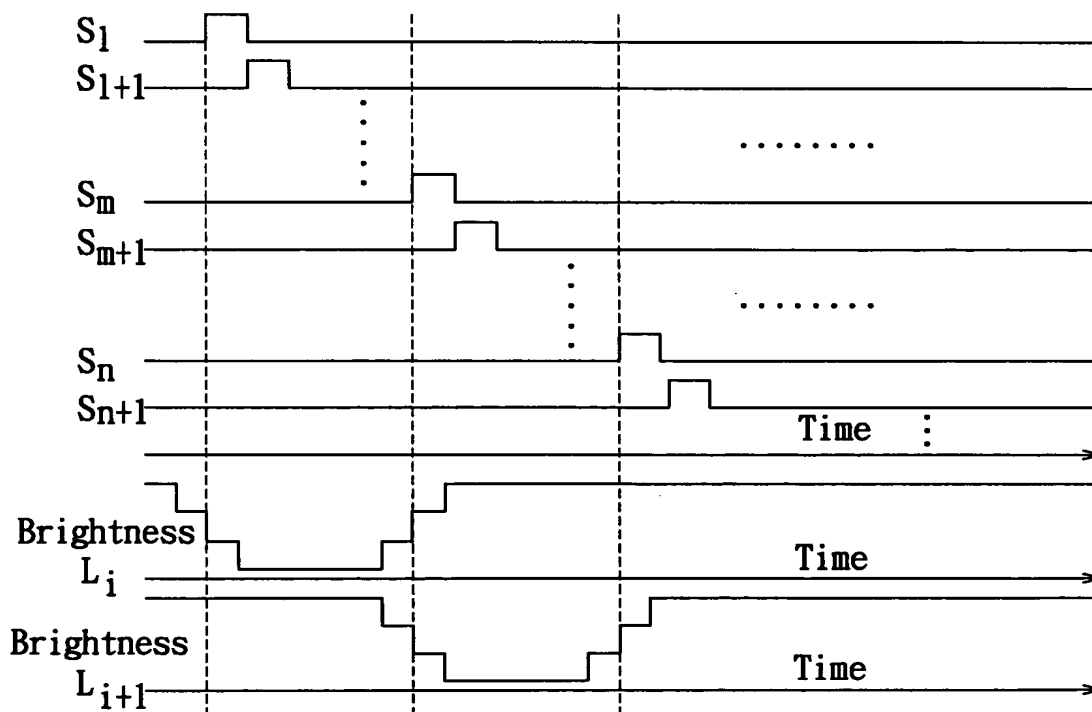 S1
S1+1
Sm
Sm+1
Sn
Sn+1
Time
Brightness
Li
Time
Brightness
Li+1
Time